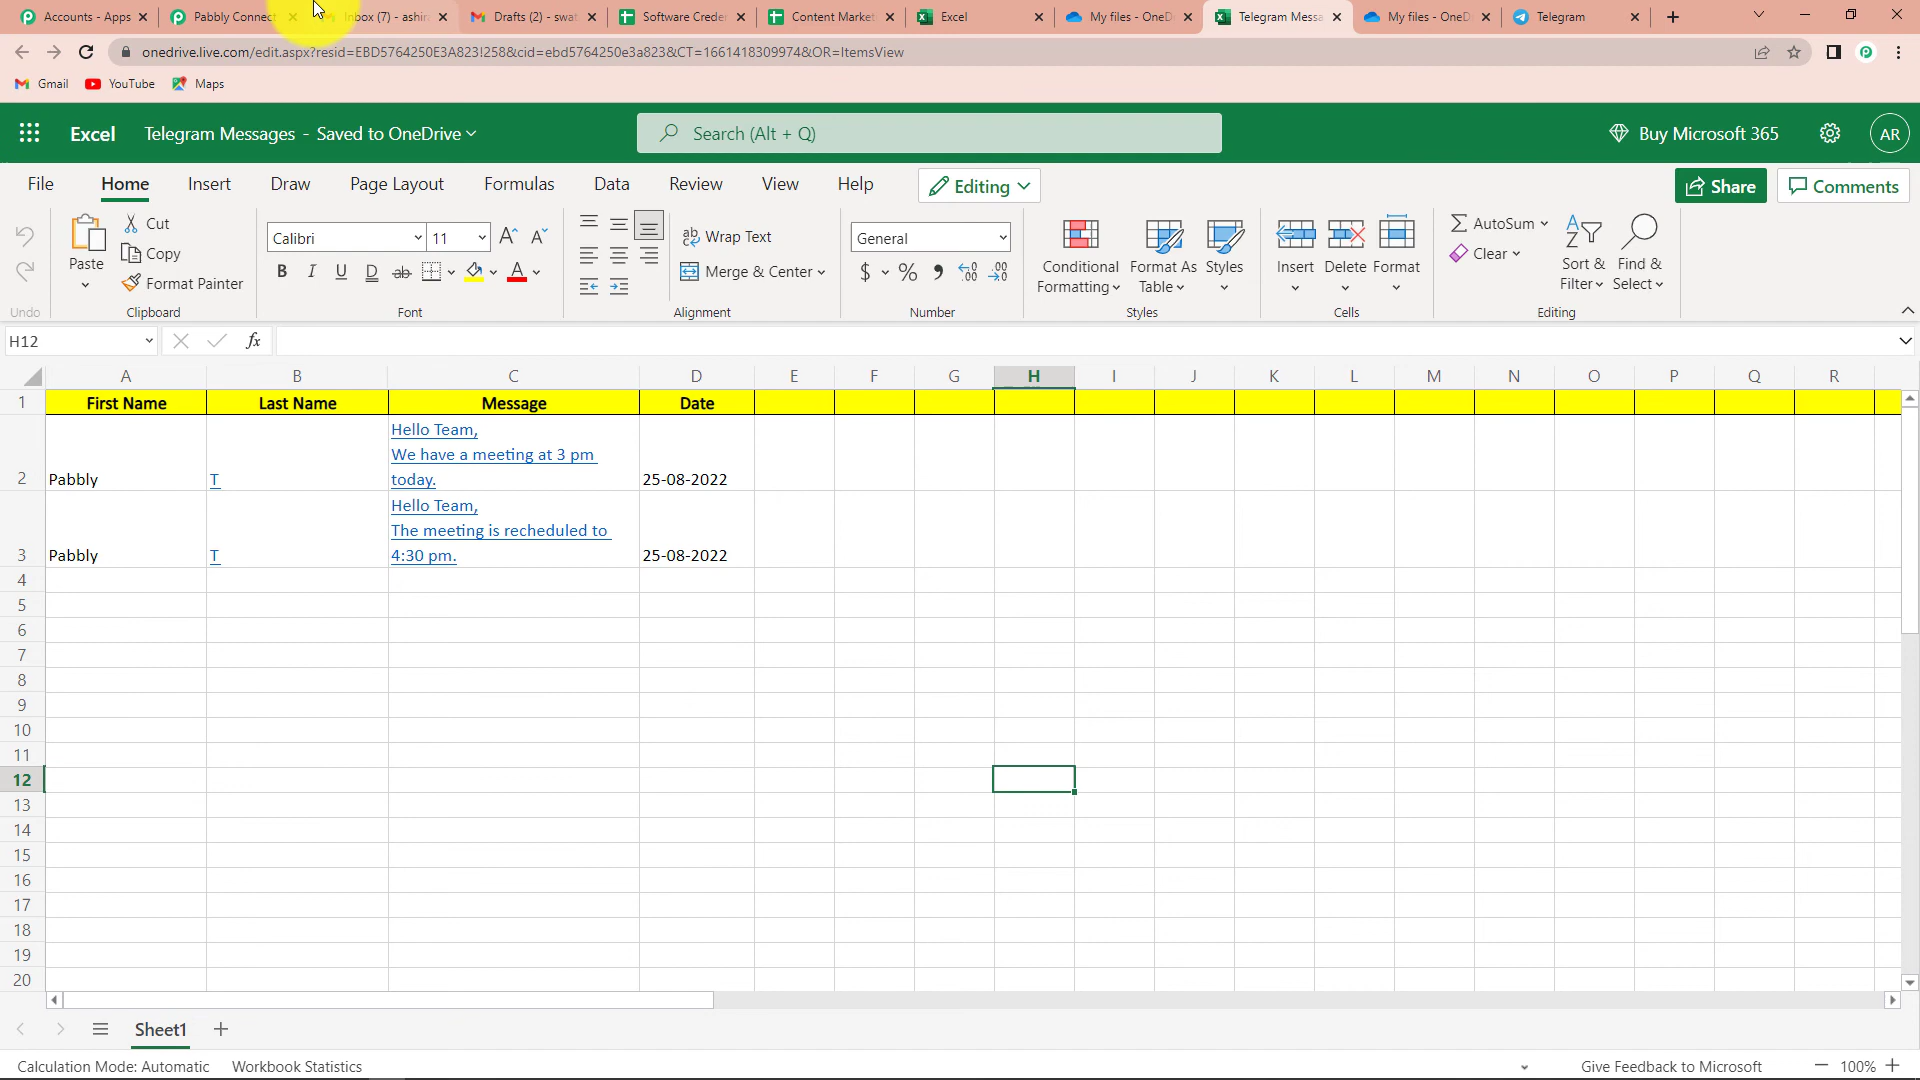 Accounts - Apps
Pabbly Connect
Inbox (7) - ashir
Drafts (2) - swat
Software Crede
Content Market
Excel
My files - OneD
Telegram Messa
My files - OneD
Telegram
onedrive.live.com/edit.aspx?resid=EBD5764250E3A823!258&cid=ebd5764250e3a823&CT=1661418309974&OR=ItemsView
Gmail
YouTube
Maps
Excel
Telegram Messages - Saved to OneDrive
Search (Alt + Q)
Buy Microsoft 365
AR
File
Home
Insert
Draw
Page Layout
Formulas
Data
Review
View
Help
Editing
Share
Comments
Undo
Paste
Cut
Copy
Format Painter
Clipboard
Calibri
11
A^
Aˇ
B
I
U
D
ab
A
Font
ab Wrap Text
Merge & Center
Alignment
General
$
%
Number
Conditional
Formatting
Format As
Table
Styles
Styles
Insert
Delete
Format
Cells
AutoSum
Clear
Sort &
Filter
Find &
Select
Editing
H12
fx
A B C D E F G H I J K L M N O P Q R
1 First Name Last Name Message Date
Hello Team,
We have a meeting at 3 pm
2 Pabbly T today. 25-08-2022
Hello Team,
The meeting is recheduled to
3 Pabbly T 4:30 pm. 25-08-2022
4
5
6
7
8
9
10
11
12
13
14
15
16
17
18
19
20
Sheet1
Calculation Mode: Automatic
Workbook Statistics
Give Feedback to Microsoft
100%